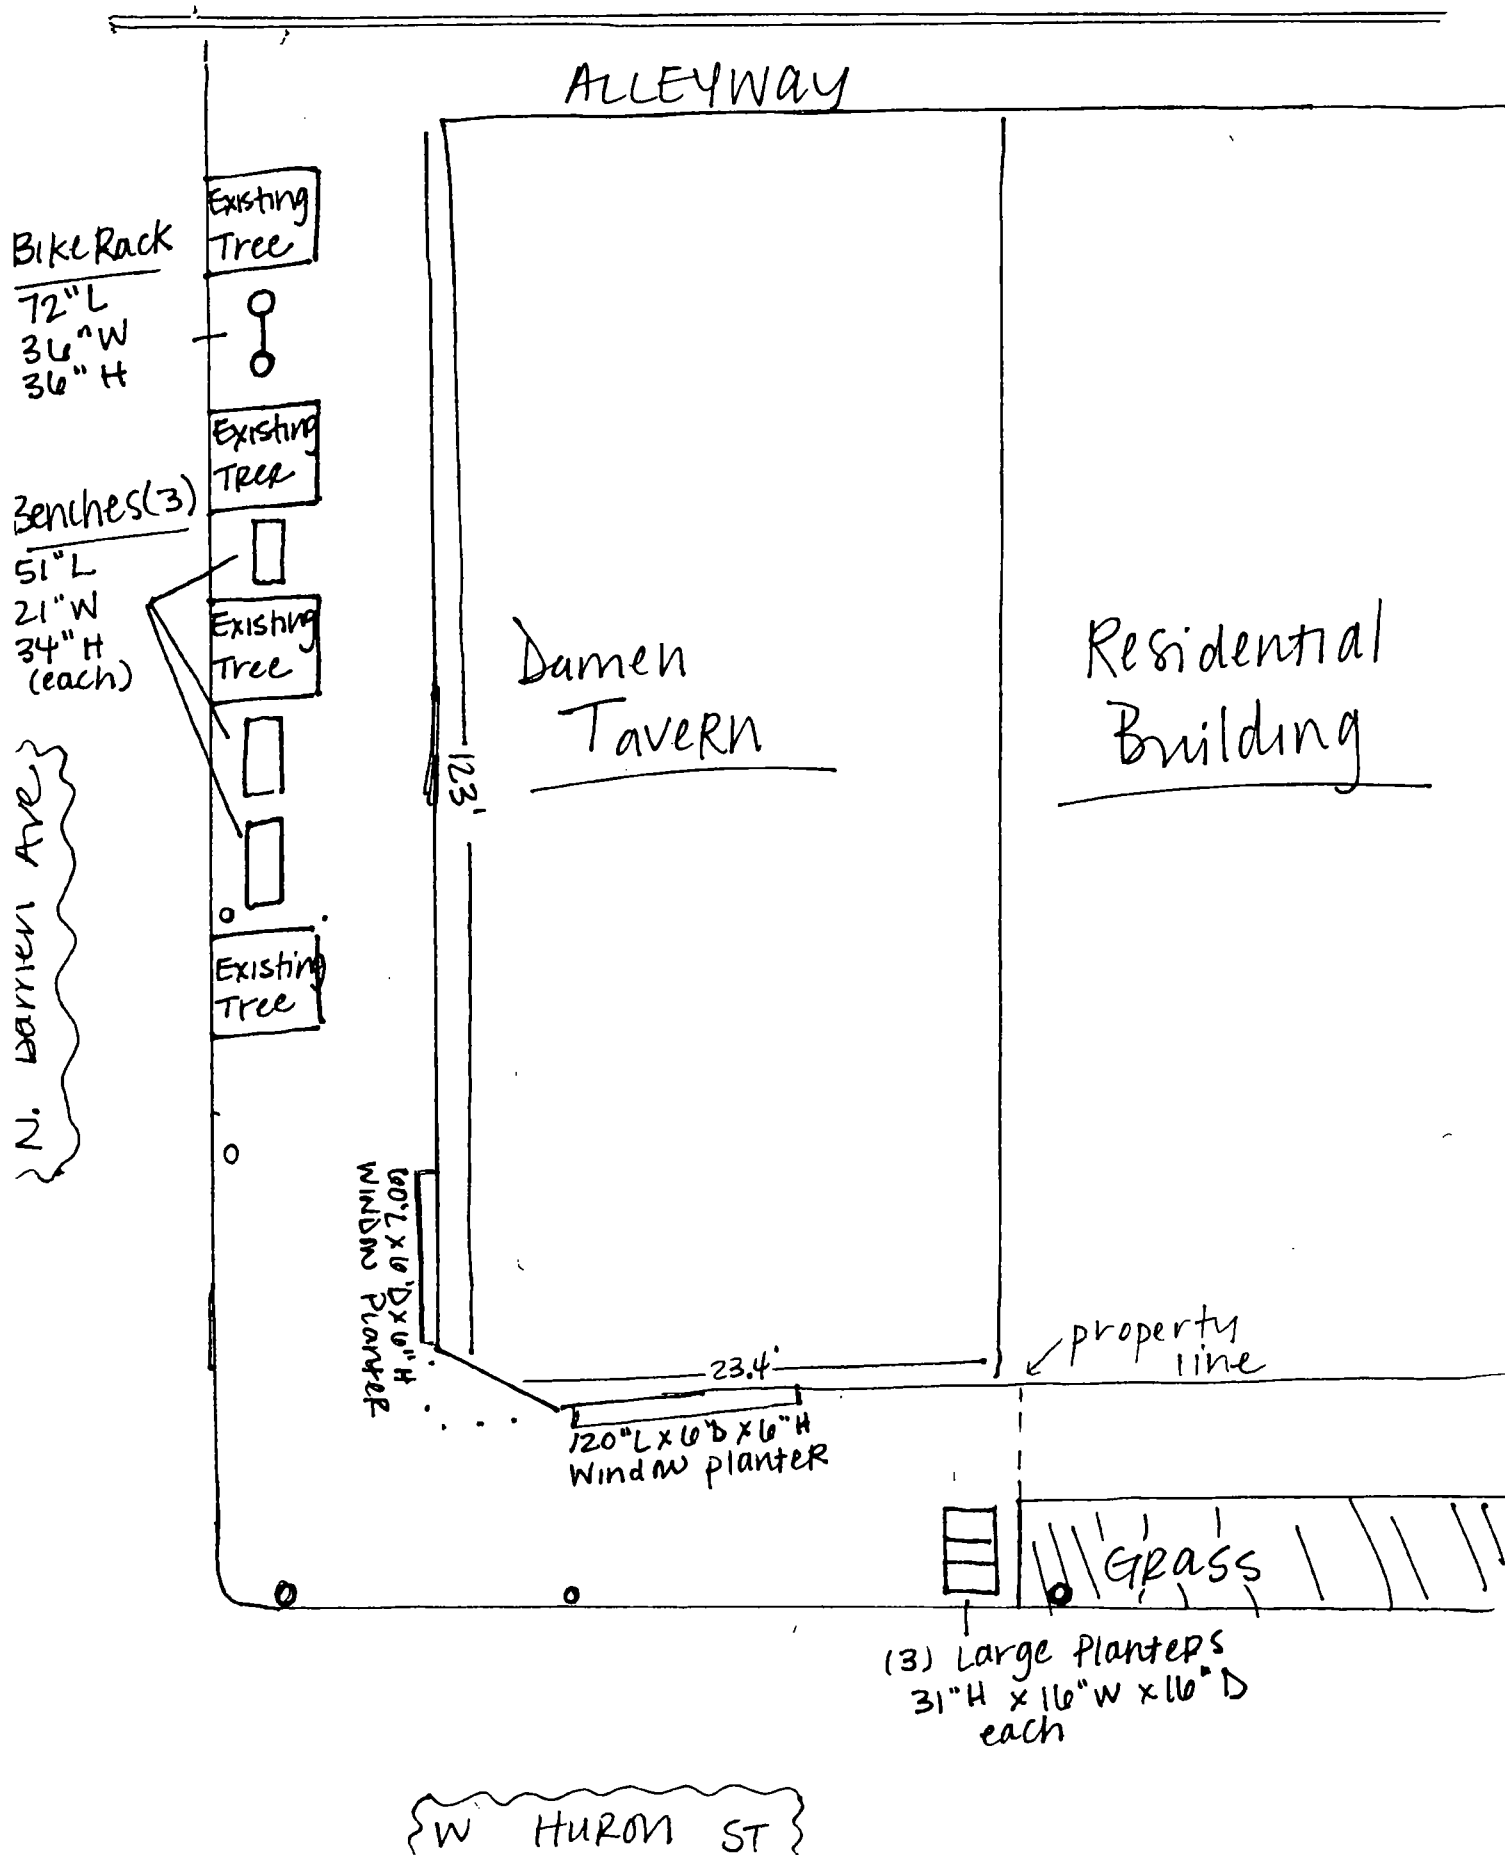 ALLEYWAY
Existing
Tree
Bike Rack
72"L
36"W
36"H
Existing
Tree
Benches(3)
51"L
21"W
34"H
(each)
Existing
Tree
Damen
Tavern
Residential
Building
123'
N. Damen Ave
Existing
Tree
60"L x 6"D x 6"H
Window Planter
property
line
23.4'
120"L x 6"D x 6"H
Window planter
Grass
(3) Large Planters
31"H x 16"W x 16"D
each
W HURON ST